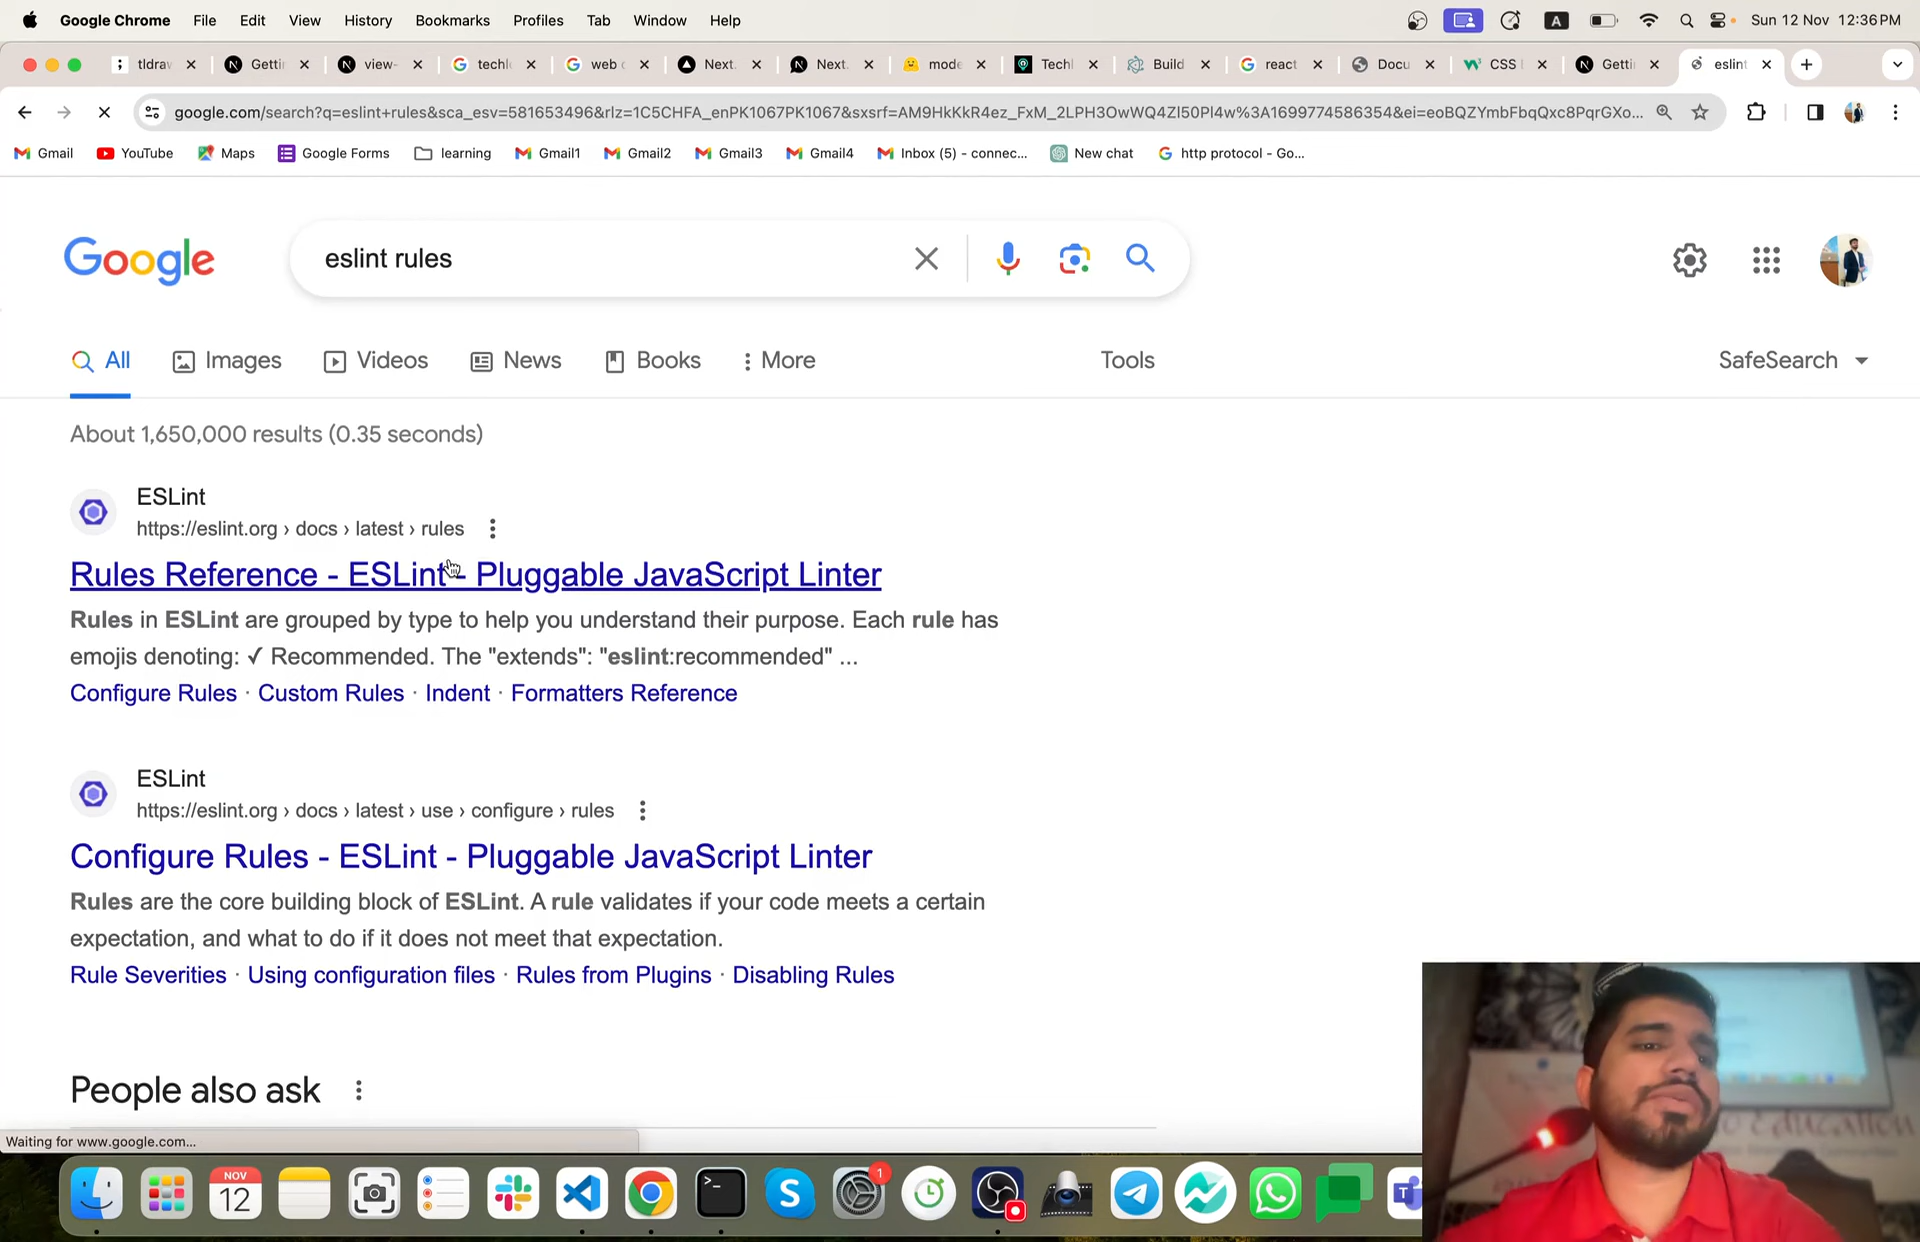 Google Chrome File Edit View History Bookmarks Profiles Tab Window Help A Sun 12 Nov 12:36 PM
tldra Getti view- techl web Next. Next. mode Techl Build react Docu CSS Getti eslint
google.com/search?q=eslint+rules&sca_esv=581653496&rlz=1C5CHFA_enPK1067PK1067&sxsrf=AM9HkKkR4ez_FxM_2LPH3OwWQ4Zl50Pl4w%3A1699774586354&ei=eoBQZYmbFbqQxc8PqrGXo...
Gmail YouTube Maps Google Forms learning Gmail1 Gmail2 Gmail3 Gmail4 Inbox (5) - connec... New chat http protocol - Go...
Google
eslint rules
All Images Videos News Books More Tools SafeSearch
About 1,650,000 results (0.35 seconds)
ESLint
https://eslint.org › docs › latest › rules
Rules Reference - ESLint - Pluggable JavaScript Linter
Rules in ESLint are grouped by type to help you understand their purpose. Each rule has
emojis denoting: ✓ Recommended. The "extends": "eslint:recommended" ...
Configure Rules · Custom Rules · Indent · Formatters Reference
ESLint
https://eslint.org › docs › latest › use › configure › rules
Configure Rules - ESLint - Pluggable JavaScript Linter
Rules are the core building block of ESLint. A rule validates if your code meets a certain
expectation, and what to do if it does not meet that expectation.
Rule Severities · Using configuration files · Rules from Plugins · Disabling Rules
People also ask
Waiting for www.google.com...
NOV
12
1